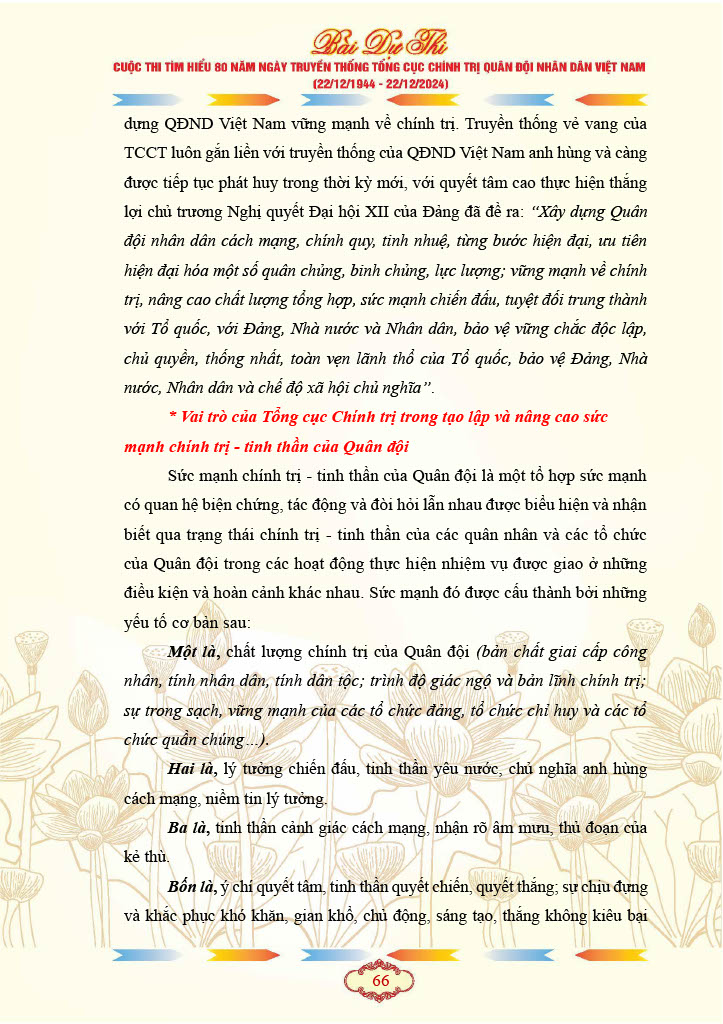 Bài Dự Thi
CUỘC THI TÌM HIỂU 80 NĂM NGÀY TRUYỀN THỐNG TỔNG CỤC CHÍNH TRỊ QUÂN ĐỘI NHÂN DÂN VIỆT NAM
(22/12/1944 - 22/12/2024)
dựng QĐND Việt Nam vững mạnh về chính trị. Truyền thống vẻ vang của
TCCT luôn gắn liền với truyền thống của QĐND Việt Nam anh hùng và càng
được tiếp tục phát huy trong thời kỳ mới, với quyết tâm cao thực hiện thắng
lợi chủ trương Nghị quyết Đại hội XII của Đảng đã đề ra: “Xây dựng Quân
đội nhân dân cách mạng, chính quy, tinh nhuệ, từng bước hiện đại, ưu tiên
hiện đại hóa một số quân chủng, binh chủng, lực lượng; vững mạnh về chính
trị, nâng cao chất lượng tổng hợp, sức mạnh chiến đấu, tuyệt đối trung thành
với Tổ quốc, với Đảng, Nhà nước và Nhân dân, bảo vệ vững chắc độc lập,
chủ quyền, thống nhất, toàn vẹn lãnh thổ của Tổ quốc, bảo vệ Đảng, Nhà
nước, Nhân dân và chế độ xã hội chủ nghĩa”.
* Vai trò của Tổng cục Chính trị trong tạo lập và nâng cao sức
mạnh chính trị - tinh thần của Quân đội
Sức mạnh chính trị - tinh thần của Quân đội là một tổ hợp sức mạnh
có quan hệ biện chứng, tác động và đòi hỏi lẫn nhau được biểu hiện và nhận
biết qua trạng thái chính trị - tinh thần của các quân nhân và các tổ chức
của Quân đội trong các hoạt động thực hiện nhiệm vụ được giao ở những
điều kiện và hoàn cảnh khác nhau. Sức mạnh đó được cấu thành bởi những
yếu tố cơ bản sau:
Một là, chất lượng chính trị của Quân đội (bản chất giai cấp công
nhân, tính nhân dân, tính dân tộc; trình độ giác ngộ và bản lĩnh chính trị;
sự trong sạch, vững mạnh của các tổ chức đảng, tổ chức chỉ huy và các tổ
chức quần chúng...).
Hai là, lý tưởng chiến đấu, tinh thần yêu nước, chủ nghĩa anh hùng
cách mạng, niềm tin lý tưởng.
Ba là, tinh thần cảnh giác cách mạng, nhận rõ âm mưu, thủ đoạn của
kẻ thù.
Bốn là, ý chí quyết tâm, tinh thần quyết chiến, quyết thắng; sự chịu đựng
và khắc phục khó khăn, gian khổ, chủ động, sáng tạo, thắng không kiêu bại
66